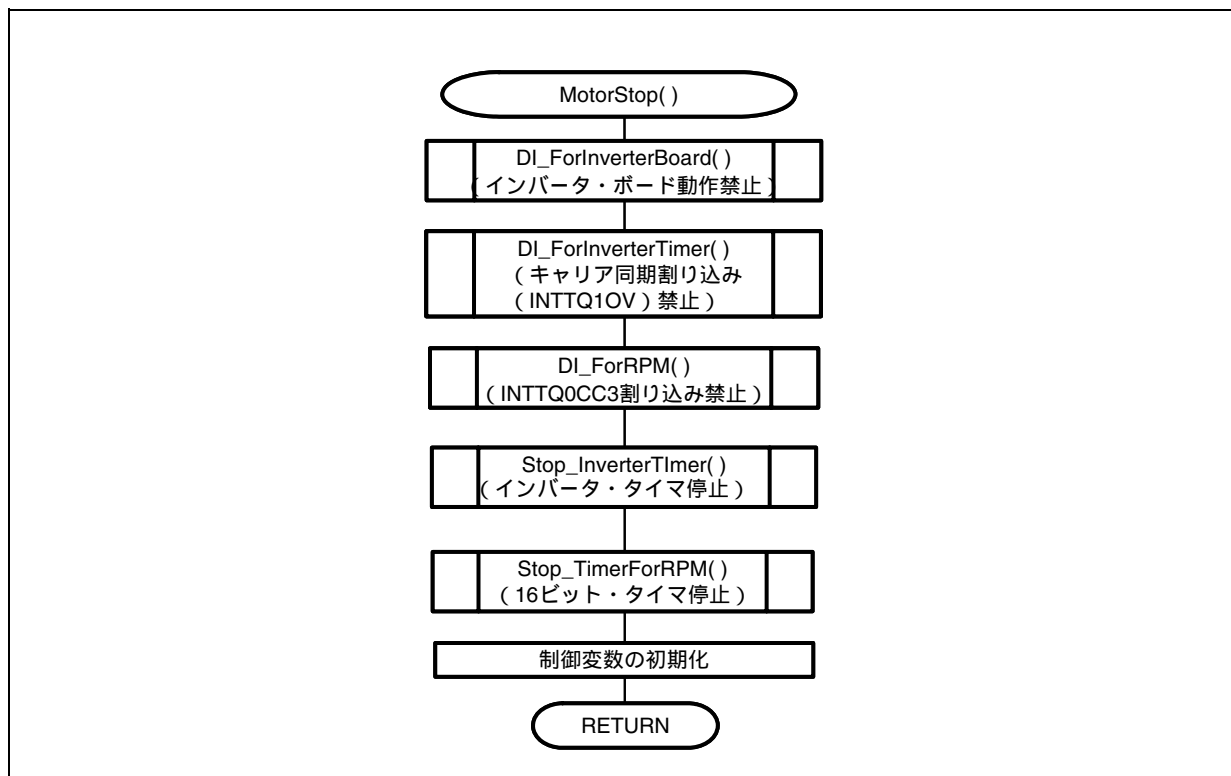 MotorStop( )
DI_ForInverterBoard( )
（インバータ・ボード動作禁止）
DI_ForInverterTimer( )
（キャリア同期割り込み
（INTTQ1OV）禁止）
DI_ForRPM( )
（INTTQ0CC3割り込み禁止）
Stop_InverterTImer( )
（インバータ・タイマ停止）
Stop_TimerForRPM( )
（16ビット・タイマ停止）
制御変数の初期化
RETURN